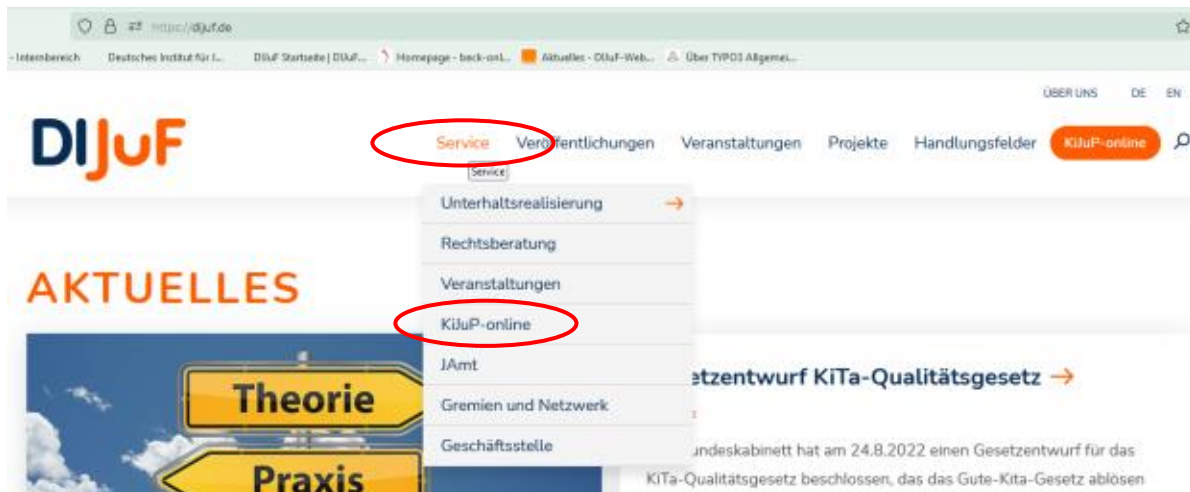 https://dijuf.de
- Internbereich Deutsches Institut für J... DIJuF Startseite | DIJuF... Homepage - beck-onl... Aktuelles - DIJuF-Web... Über TYPO3 Allgemei...
ÜBER UNS DE EN
DIJuF
Service Veröffentlichungen Veranstaltungen Projekte Handlungsfelder KiJuP-online
Service
Unterhaltsrealisierung →
Rechtsberatung
Veranstaltungen
AKTUELLES
KiJuP-online
JAmt
etzentwurf KiTa-Qualitätsgesetz →
Theorie
Gremien und Netzwerk
Geschäftsstelle
undeskabinett hat am 24.8.2022 einen Gesetzentwurf für das
Praxis
KiTa-Qualitätsgesetz beschlossen, das das Gute-Kita-Gesetz ablösen